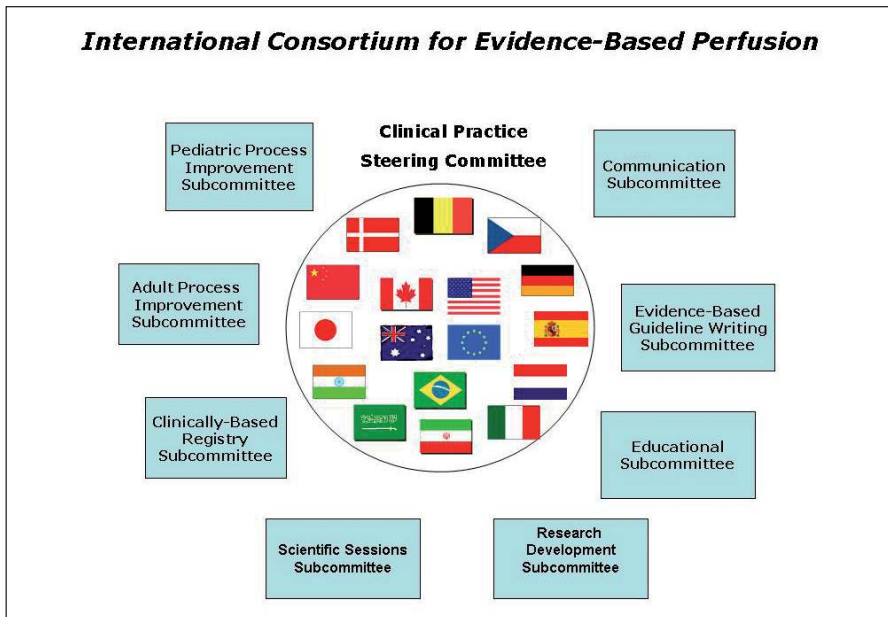 International Consortium for Evidence-Based Perfusion
Clinical Practice
Steering Committee
Pediatric Process
Improvement
Subcommittee
Communication
Subcommittee
Adult Process
Improvement
Subcommittee
Evidence-Based
Guideline Writing
Subcommittee
Clinically-Based
Registry
Subcommittee
Educational
Subcommittee
Scientific Sessions
Subcommittee
Research
Development
Subcommittee